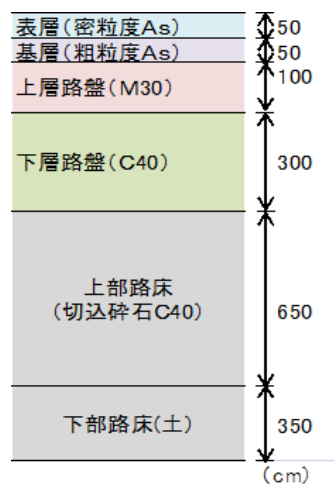 表層(密粒度As)
50
基層(粗粒度As)
50
上層路盤(M30)
100
下層路盤(C40)
300
上部路床
(切込砕石C40)
650
下部路床(土)
350
(cm)